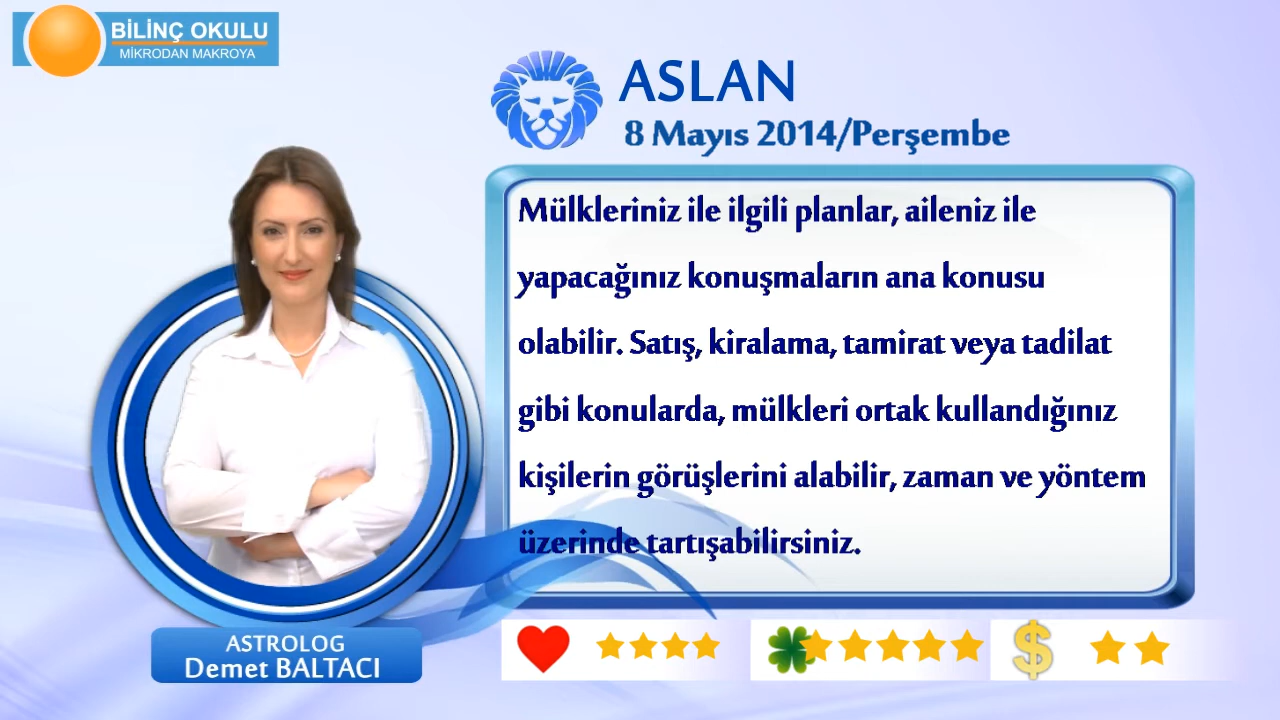 BİLİNÇ OKULU
MİKRODAN MAKROYA
ASLAN
8 Mayıs 2014/Perşembe
Mülkleriniz ile ilgili planlar, aileniz ile
yapacağınız konuşmaların ana konusu
olabilir. Satış, kiralama, tamirat veya tadilat
gibi konularda, mülkleri ortak kullandığınız
kişilerin görüşlerini alabilir, zaman ve yöntem
üzerinde tartışabilirsiniz.
ASTROLOG
Demet BALTACI